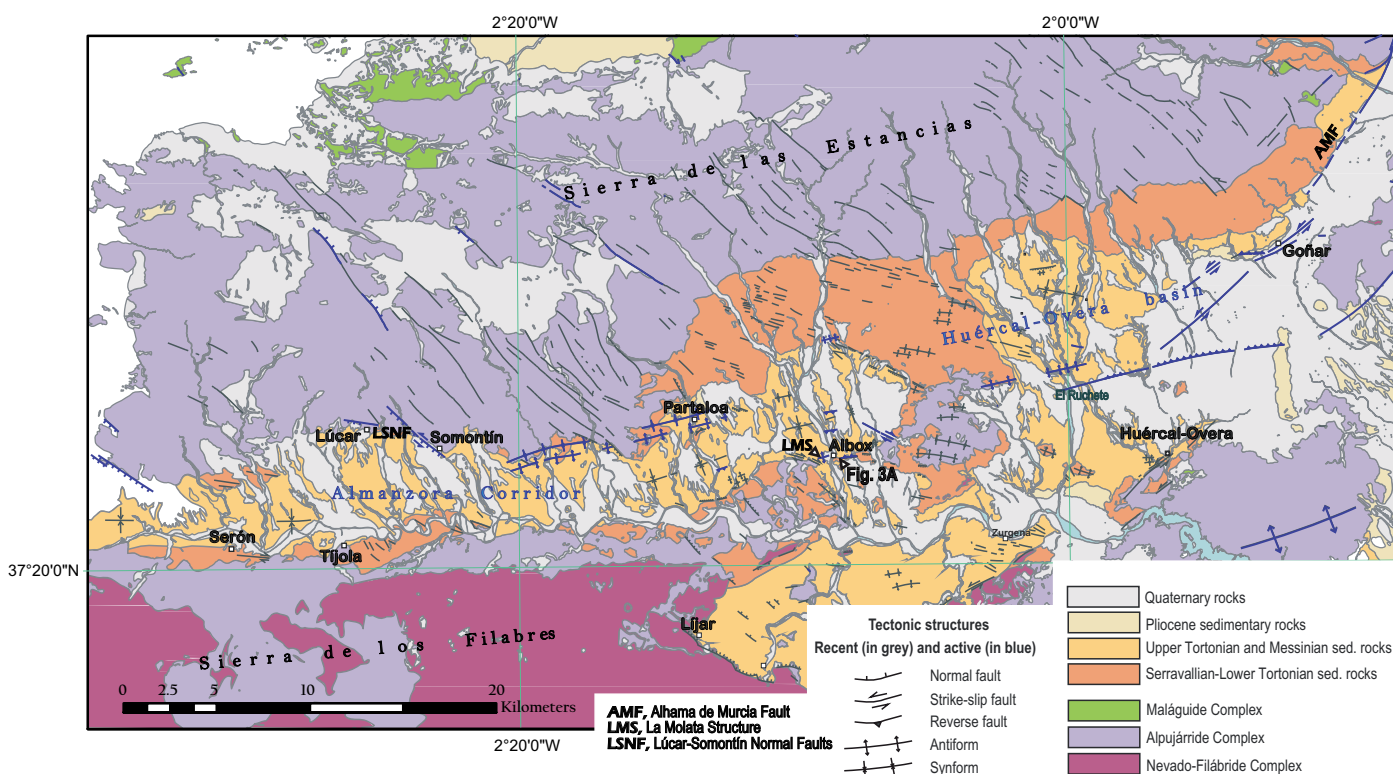 2°20'0"W
2°0'0"W
Sierra de las Estancias
AMF
Goñar
Huércal-Overá basin
Partaloa
El Ruchete
Lúcar
LSNF
Somontín
LMS
Albox
Fig. 3A
Huércal-Overa
Almanzora Corridor
Serón
Tíjola
Zurgena
37°20'0"N
Líjar
Sierra de los Filabres
0 2.5 5 10 20
Kilometers
AMF, Alhama de Murcia Fault
LMS, La Molata Structure
LSNF, Lúcar-Somontín Normal Faults
2°20'0"W
Tectonic structures
Recent (in grey) and active (in blue)
Normal fault
Strike-slip fault
Reverse fault
Antiform
Synform
Quaternary rocks
Pliocene sedimentary rocks
Upper Tortonian and Messinian sed. rocks
Serravallian-Lower Tortonian sed. rocks
Maláguide Complex
Alpujárride Complex
Nevado-Filábride Complex